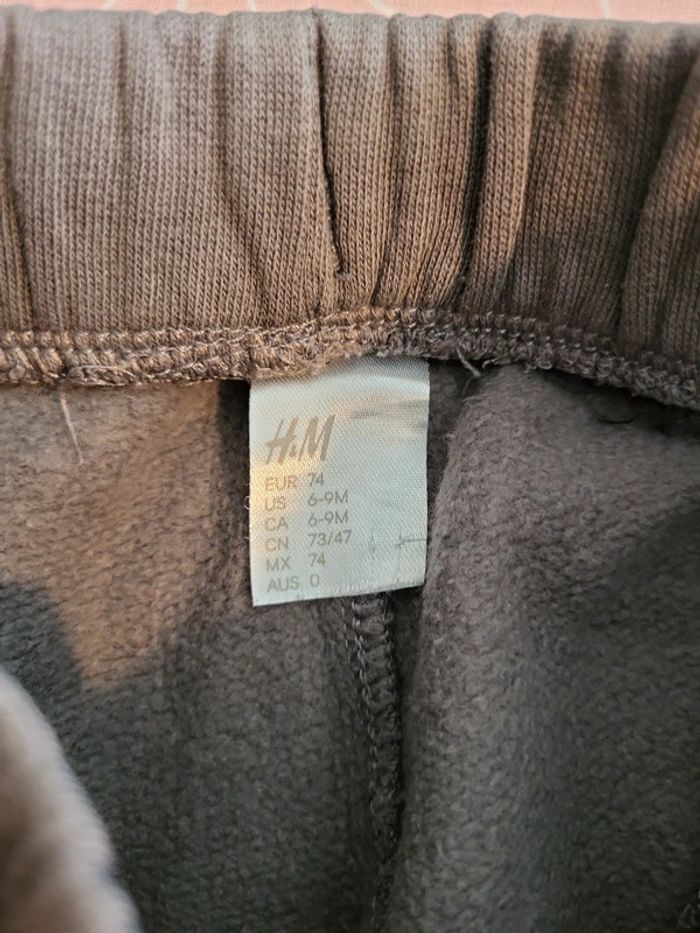 H&M
EUR 74
US 6-9M
CA 6-9M
CN 73/47
MX 74
AUS 0